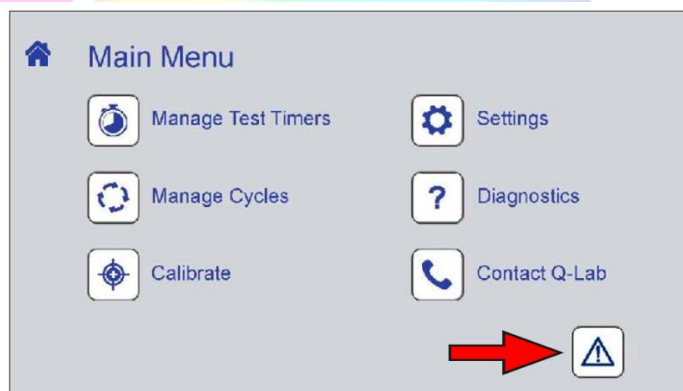 Main Menu
Manage Test Timers
Settings
Manage Cycles
?
Diagnostics
Calibrate
Contact Q-Lab